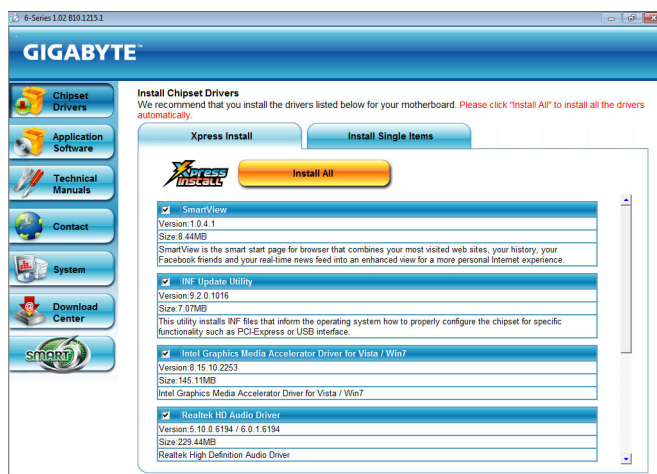 6-Series 1.02 B10.1215.1
GIGABYTE™
Chipset
Drivers
Application
Software
Technical
Manuals
Contact
System
Download
Center
SMART6
Install Chipset Drivers
We recommend that you install the drivers listed below for your motherboard. Please click "Install All" to install all the drivers
automatically.
Xpress Install
Install Single Items
Xpress
Install
Install All
SmartView
Version:1.0.4.1
Size:8.44MB
SmartView is the smart start page for browser that combines your most visited web sites, your history, your
Facebook friends and your real-time news feed into an enhanced view for a more personal Internet experience.
INF Update Utility
Version:9.2.0.1016
Size:7.07MB
This utility installs INF files that inform the operating system how to properly configure the chipset for specific
functionality such as PCI-Express or USB interface.
Intel Graphics Media Accelerator Driver for Vista / Win7
Version:8.15.10.2253
Size:145.11MB
Intel Graphics Media Accelerator Driver for Vista / Win7
Realtek HD Audio Driver
Version:5.10.0.6194 / 6.0.1.6194
Size:229.44MB
Realtek High Definition Audio Driver